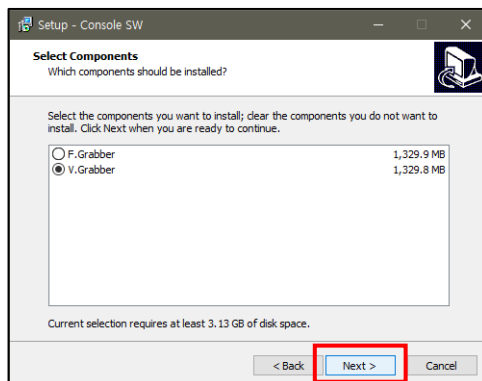 Setup - Console SW
Select Components
Which components should be installed?
Select the components you want to install; clear the components you do not want to
install. Click Next when you are ready to continue.
F.Grabber 1,329.9 MB
V.Grabber 1,329.8 MB
Current selection requires at least 3.13 GB of disk space.
< Back Next > Cancel